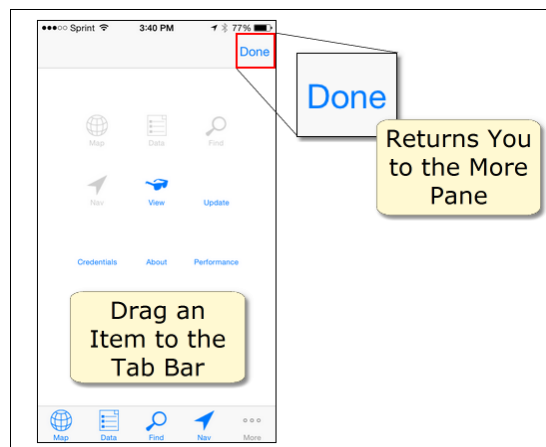 Sprint 3:40 PM 77%
Done
Done
Returns You
to the More
Pane
Map Data Find
Nav View Update
Credentials About Performance
Drag an
Item to the
Tab Bar
Map Data Find Nav More